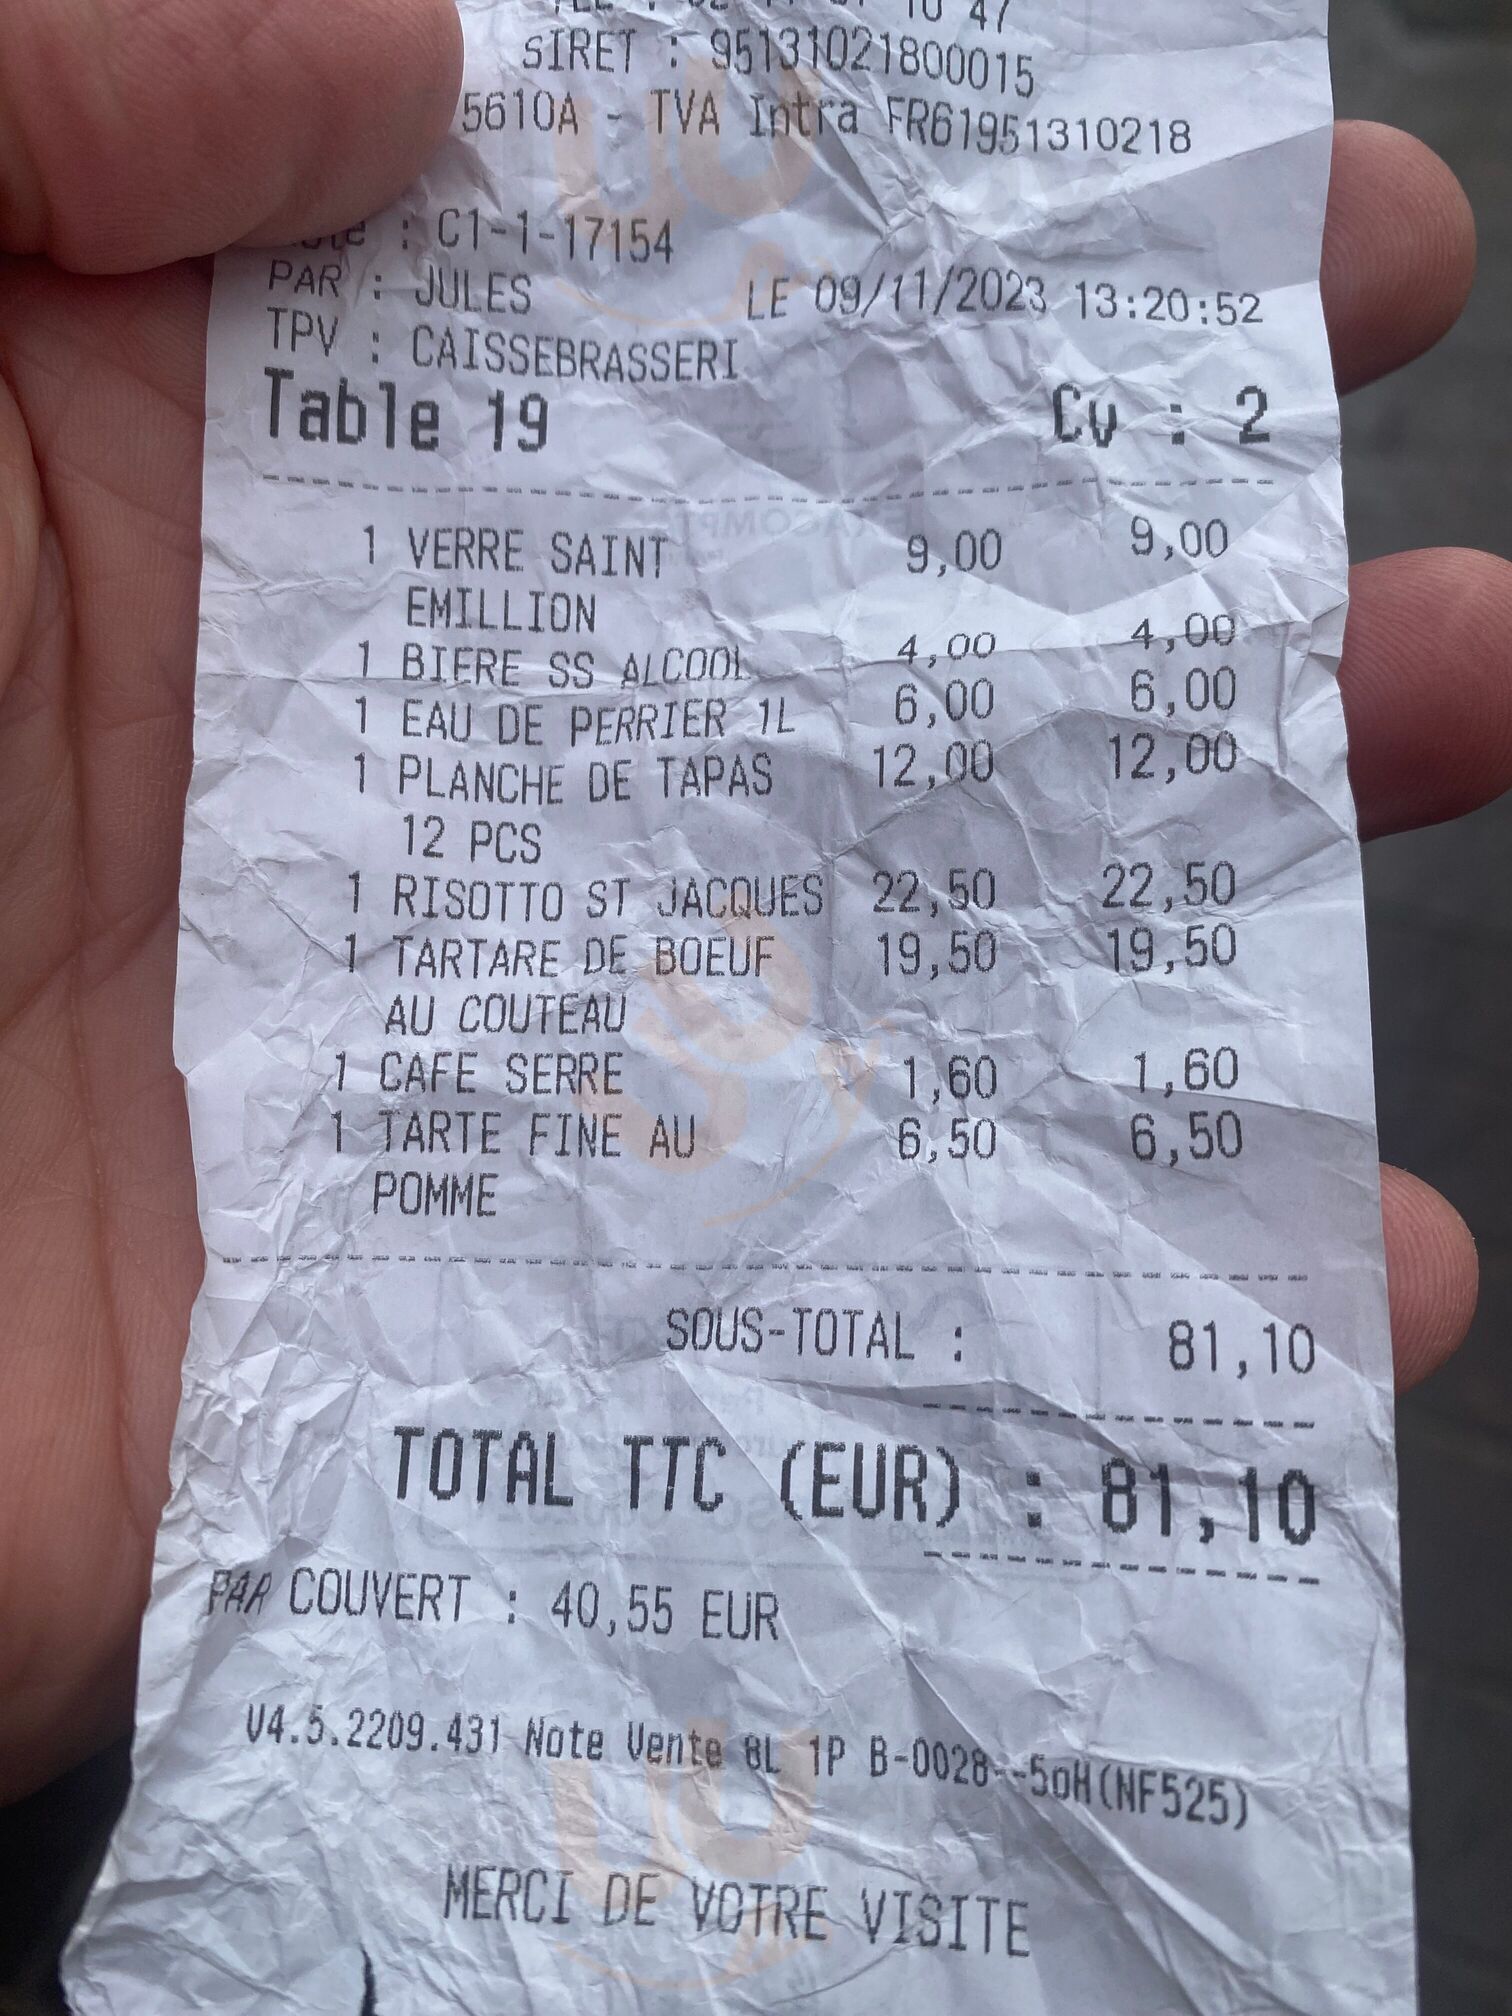 10 47
SIRET : 95131021800015
5610A - TVA Intra FR61951310218
: C1-1-17154
PAR : JULES LE 09/11/2023 13:20:52
TPV : CAISSEBRASSERI
Table 19 Cv : 2
1 VERRE SAINT 9,00 9,00
EMILLION
1 BIERE SS ALCOOL 4,00 4,00
1 EAU DE PERRIER 1L 6,00 6,00
1 PLANCHE DE TAPAS 12,00 12,00
12 PCS
1 RISOTTO ST JACQUES 22,50 22,50
1 TARTARE DE BOEUF 19,50 19,50
AU COUTEAU
1 CAFE SERRE 1,60 1,60
1 TARTE FINE AU 6,50 6,50
POMME
SOUS-TOTAL : 81,10
TOTAL TTC (EUR) : 81,10
PAR COUVERT : 40,55 EUR
V4.5.2209.431 Note Vente 8L 1P B-0028--5oH(NF525)
MERCI DE VOTRE VISITE